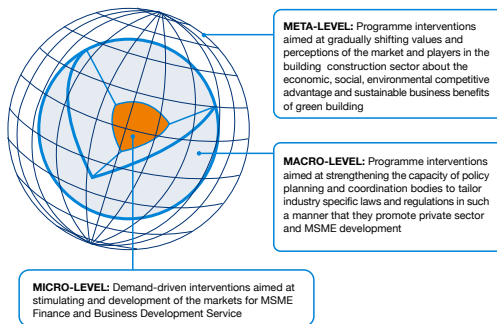 META-LEVEL: Programme interventions
aimed at gradually shifting values and
perceptions of the market and players in the
building construction sector about the
economic, social, environmental competitive
advantage and sustainable business benefits
of green building
MACRO-LEVEL: Programme interventions
aimed at strengthening the capacity of policy
planning and coordination bodies to tailor
industry specific laws and regulations in such
a manner that they promote private sector
and MSME development
MICRO-LEVEL: Demand-driven interventions aimed at
stimulating and development of the markets for MSME
Finance and Business Development Service